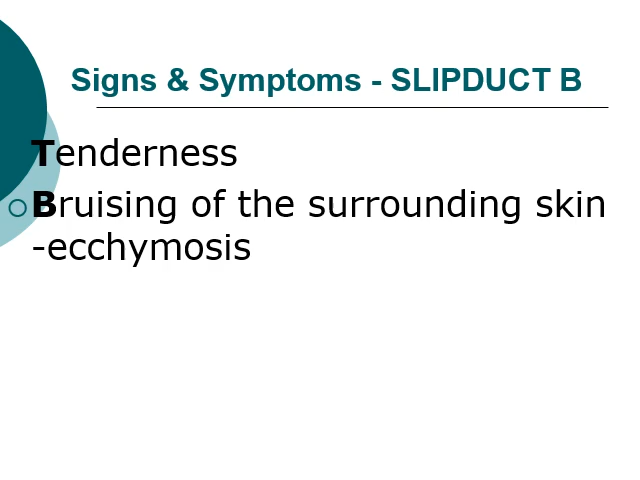 Signs & Symptoms - SLIPDUCT B
Tenderness
Bruising of the surrounding skin
-ecchymosis